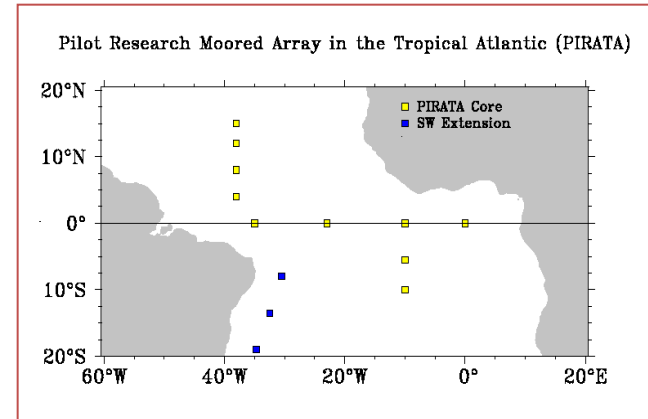 Pilot Research Moored Array in the Tropical Atlantic (PIRATA)
20°N
PIRATA Core
SW Extension
10°N
0°
10°S
20°S
60°W 40°W 20°W 0° 20°E